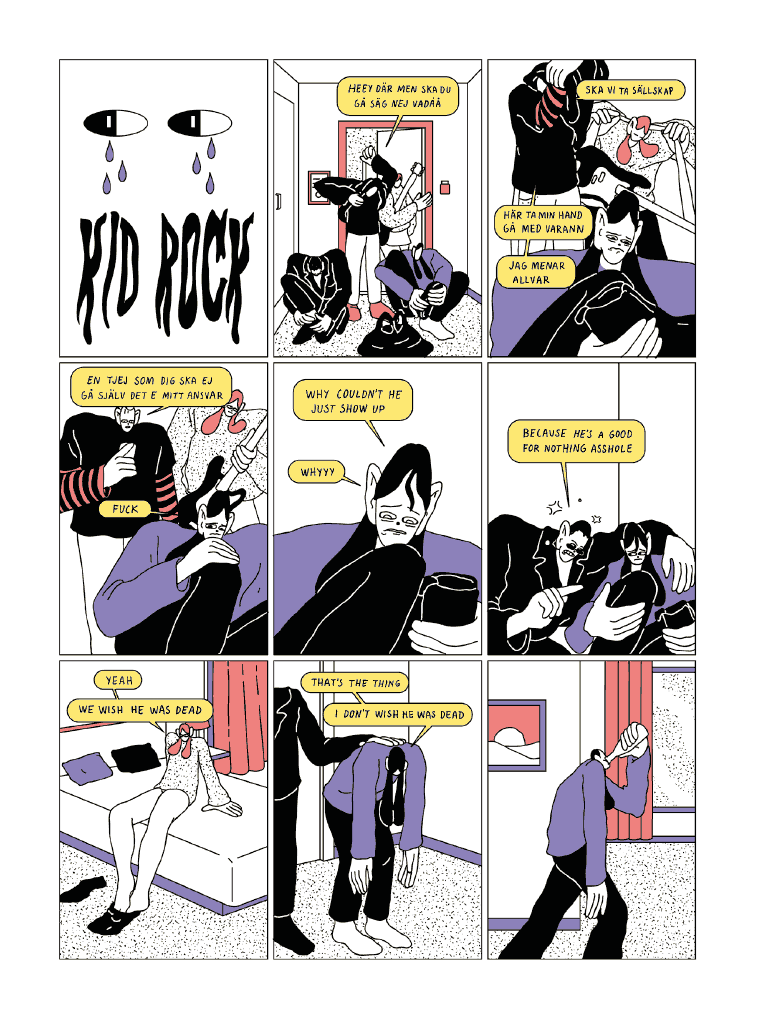 KID ROCK
HEEY DÄR MEN SKA DU
GÅ SÄG NEJ VADÅÅ
SKA VI TA SÄLLSKAP
HÄR TA MIN HAND
GÅ MED VARANN
JAG MENAR
ALLVAR
EN TJEJ SOM DIG SKA EJ
GÅ SJÄLV DET E MITT ANSVAR
FUCK
WHY COULDN'T HE
JUST SHOW UP
WHYYY
BECAUSE HE'S A GOOD
FOR NOTHING ASSHOLE
YEAH
WE WISH HE WAS DEAD
THAT'S THE THING
I DON'T WISH HE WAS DEAD